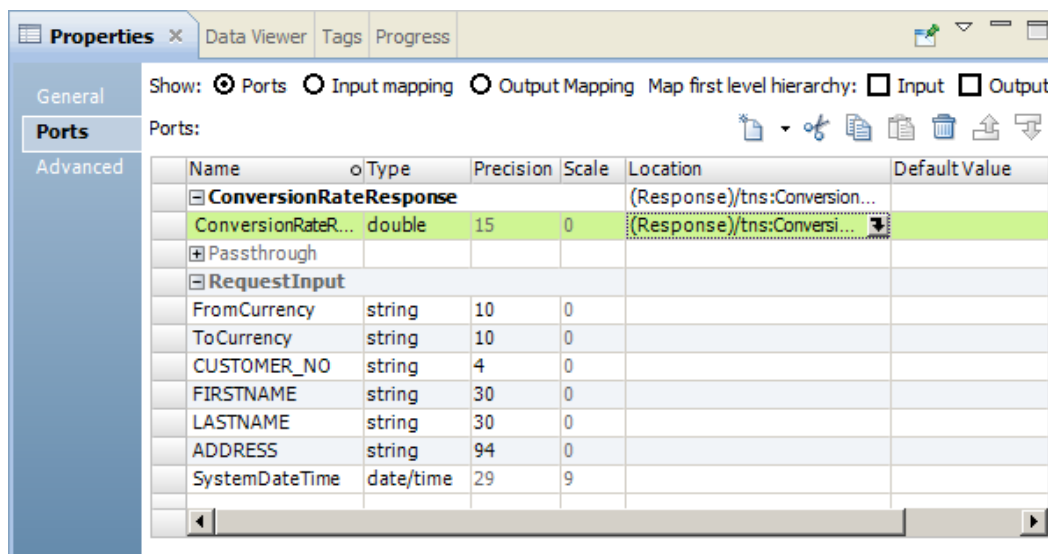 Properties Data Viewer Tags Progress
General
Ports
Advanced
Show: Ports Input mapping Output Mapping Map first level hierarchy: Input Output
Ports:
Name Type Precision Scale Location Default Value
ConversionRateResponse (Response)/tns:Conversion...
ConversionRateR... double 15 0 (Response)/tns:Conversi...
Passthrough
RequestInput
FromCurrency string 10 0
ToCurrency string 10 0
CUSTOMER_NO string 4 0
FIRSTNAME string 30 0
LASTNAME string 30 0
ADDRESS string 94 0
SystemDateTime date/time 29 9